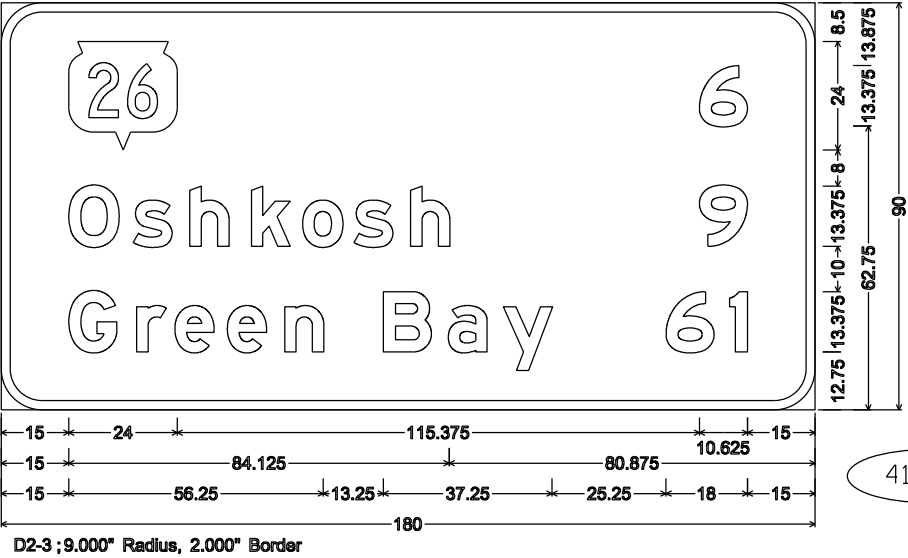 26 6
Oshkosh 9
Green Bay 61
8.5
24
8
13.375
10
13.375
12.75
13.875
13.375
62.75
90
15 24 115.375 10.625 15
15 84.125 80.875
15 56.25 13.25 37.25 25.25 18 15
180
D2-3 ; 9.000" Radius, 2.000" Border